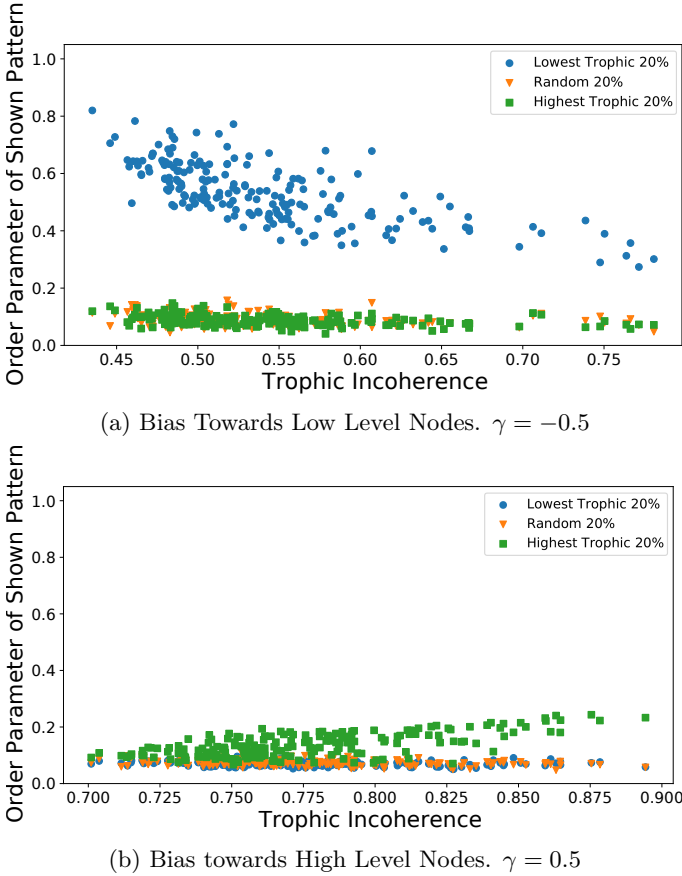 Order Parameter of Shown Pattern
1.0
0.8
0.6
0.4
0.2
0.0
Lowest Trophic 20%
Random 20%
Highest Trophic 20%
0.45 0.50 0.55 0.60 0.65 0.70 0.75
Trophic Incoherence
(a) Bias Towards Low Level Nodes. γ = −0.5
Order Parameter of Shown Pattern
1.0
0.8
0.6
0.4
0.2
0.0
Lowest Trophic 20%
Random 20%
Highest Trophic 20%
0.700 0.725 0.750 0.775 0.800 0.825 0.850 0.875 0.900
Trophic Incoherence
(b) Bias towards High Level Nodes. γ = 0.5